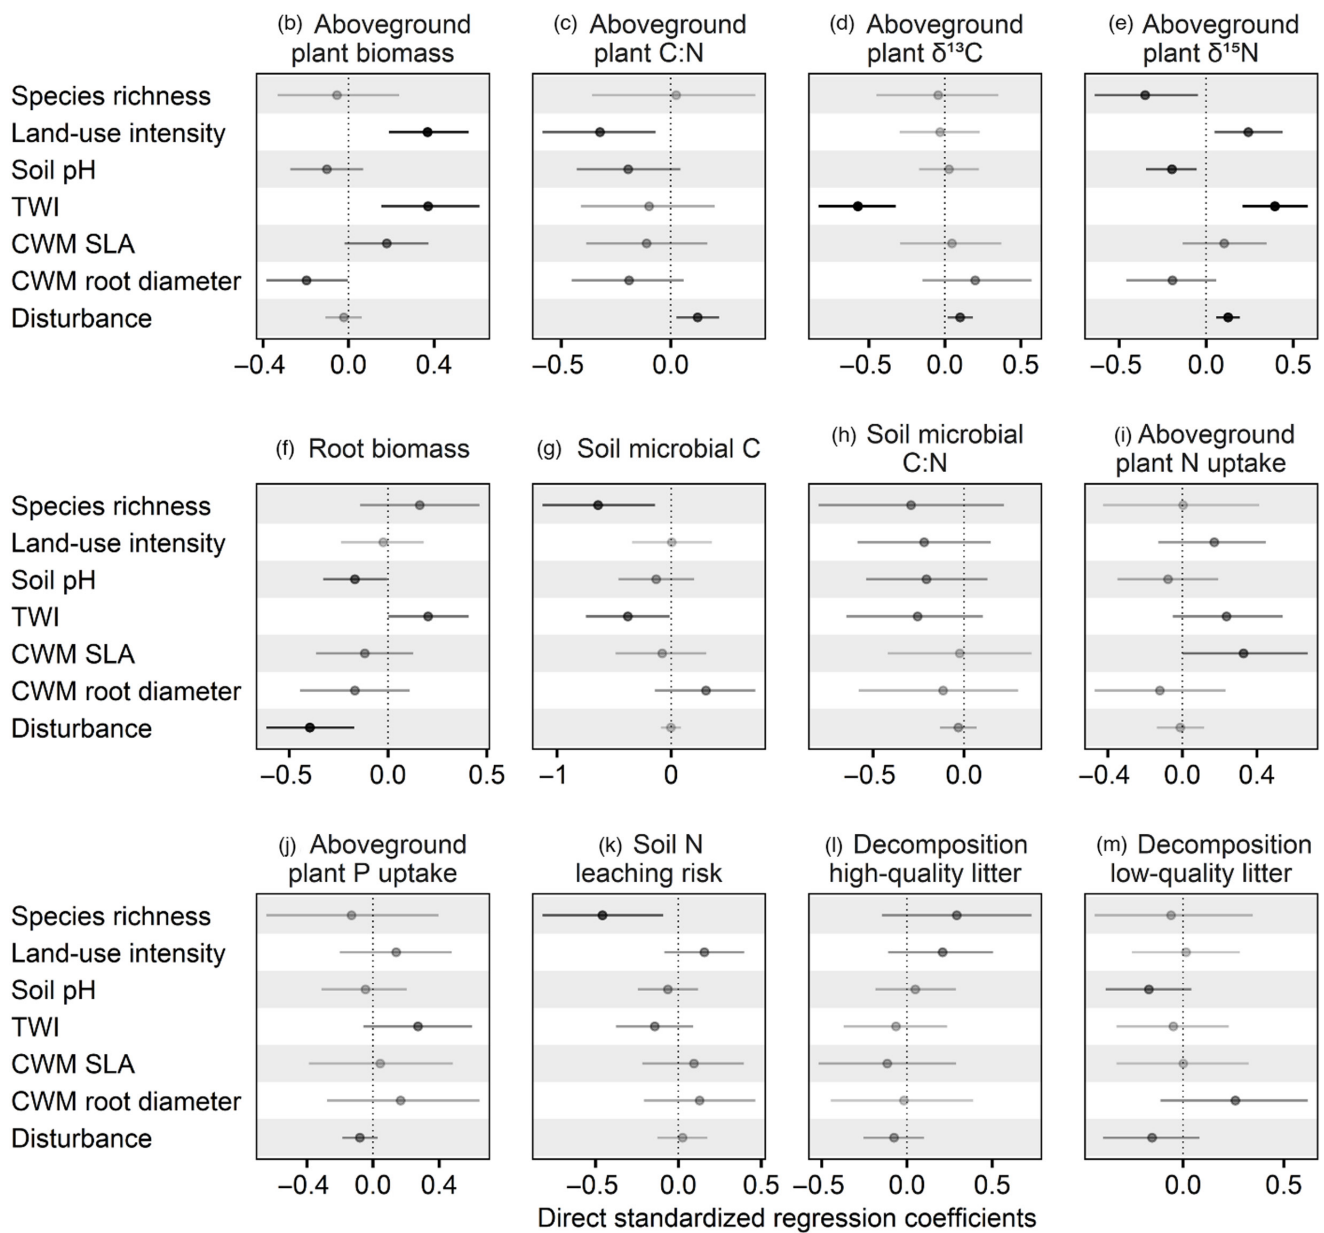 (b) Aboveground
plant biomass
(c) Aboveground
plant C:N
(d) Aboveground
plant δ¹³C
(e) Aboveground
plant δ¹⁵N
Species richness
Land-use intensity
Soil pH
TWI
CWM SLA
CWM root diameter
Disturbance
−0.4 0.0 0.4
−0.5 0.0
−0.5 0.0 0.5
−0.5 0.0 0.5
(f) Root biomass
(g) Soil microbial C
(h) Soil microbial
C:N
(i) Aboveground
plant N uptake
Species richness
Land-use intensity
Soil pH
TWI
CWM SLA
CWM root diameter
Disturbance
−0.5 0.0 0.5
−1 0
−0.5 0.0
−0.4 0.0 0.4
(j) Aboveground
plant P uptake
(k) Soil N
leaching risk
(l) Decomposition
high-quality litter
(m) Decomposition
low-quality litter
Species richness
Land-use intensity
Soil pH
TWI
CWM SLA
CWM root diameter
Disturbance
−0.4 0.0 0.4
−0.5 0.0 0.5
−0.5 0.0 0.5
0.0 0.5
Direct standardized regression coefficients